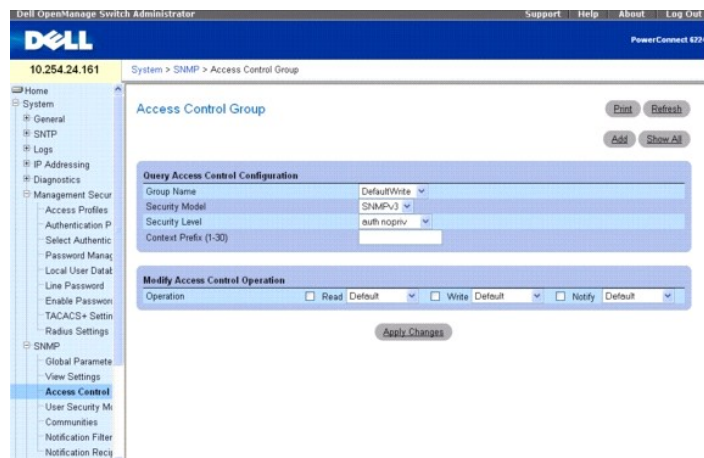 Dell OpenManage Switch Administrator
Support Help About Log Out
DELL
PowerConnect 6224
10.254.24.161
System > SNMP > Access Control Group
Home
System
General
SNTP
Logs
IP Addressing
Diagnostics
Management Secur
Access Profiles
Authentication P
Select Authentic
Password Manag
Local User Datab
Line Password
Enable Password
TACACS+ Settin
Radius Settings
SNMP
Global Paramete
View Settings
Access Control
User Security Mo
Communities
Notification Filter
Notification Recip
Access Control Group
Print Refresh
Add Show All
Query Access Control Configuration
Group Name DefaultWrite
Security Model SNMPv3
Security Level auth nopriv
Context Prefix (1-30)
Modify Access Control Operation
Operation Read Default Write Default Notify Default
Apply Changes